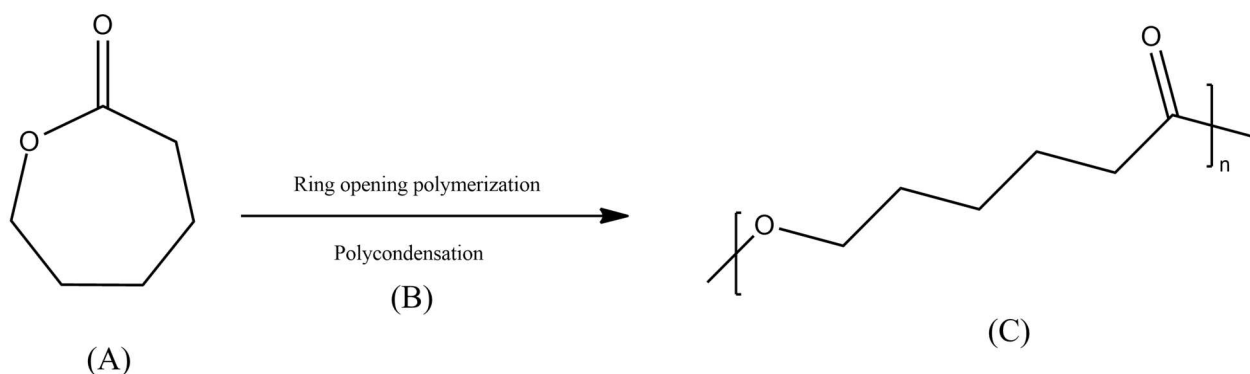 O
O
Ring opening polymerization
Polycondensation
(B)
(A)
O
O
n
(C)